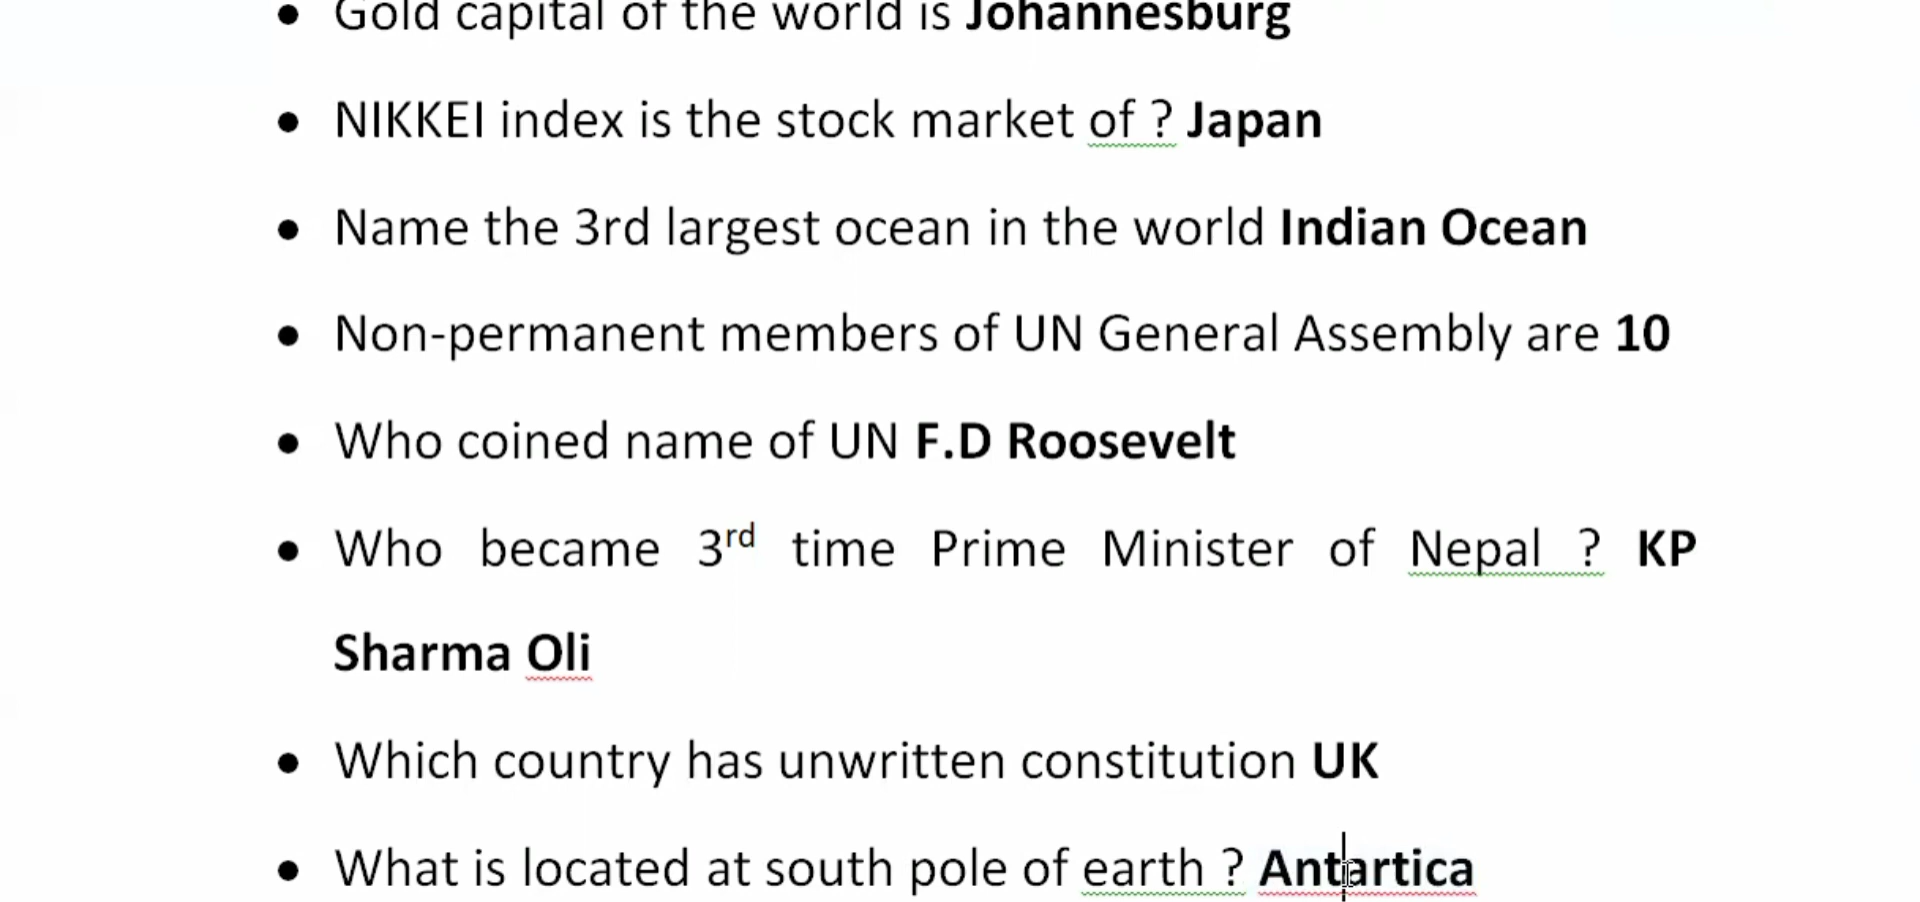 • Gold capital of the world is Johannesburg
• NIKKEI index is the stock market of ? Japan
• Name the 3rd largest ocean in the world Indian Ocean
• Non-permanent members of UN General Assembly are 10
• Who coined name of UN F.D Roosevelt
• Who became 3rd time Prime Minister of Nepal ? KP
Sharma Oli
• Which country has unwritten constitution UK
• What is located at south pole of earth ? Antartica